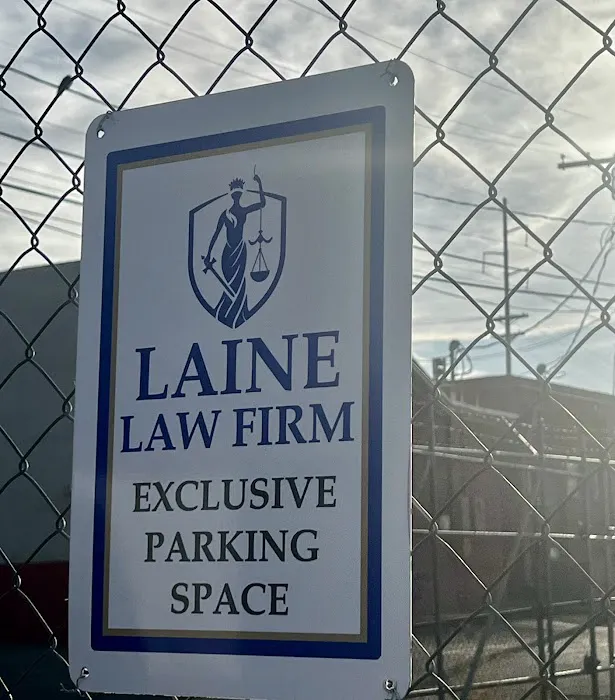 LAINE
LAW FIRM
EXCLUSIVE
PARKING
SPACE